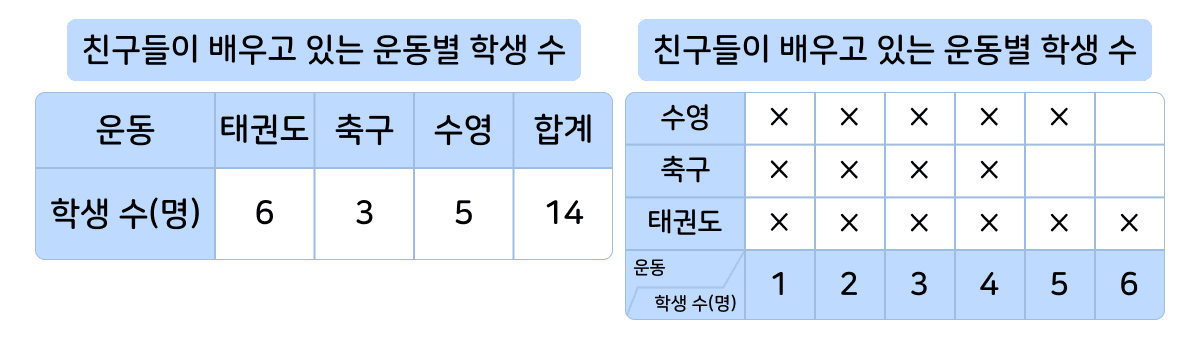 친구들이 배우고 있는 운동별 학생 수
운동 태권도 축구 수영 합계
학생 수(명) 6 3 5 14
친구들이 배우고 있는 운동별 학생 수
수영 × × × × ×
축구 × × × ×
태권도 × × × × × ×
운동
학생 수(명)
1 2 3 4 5 6